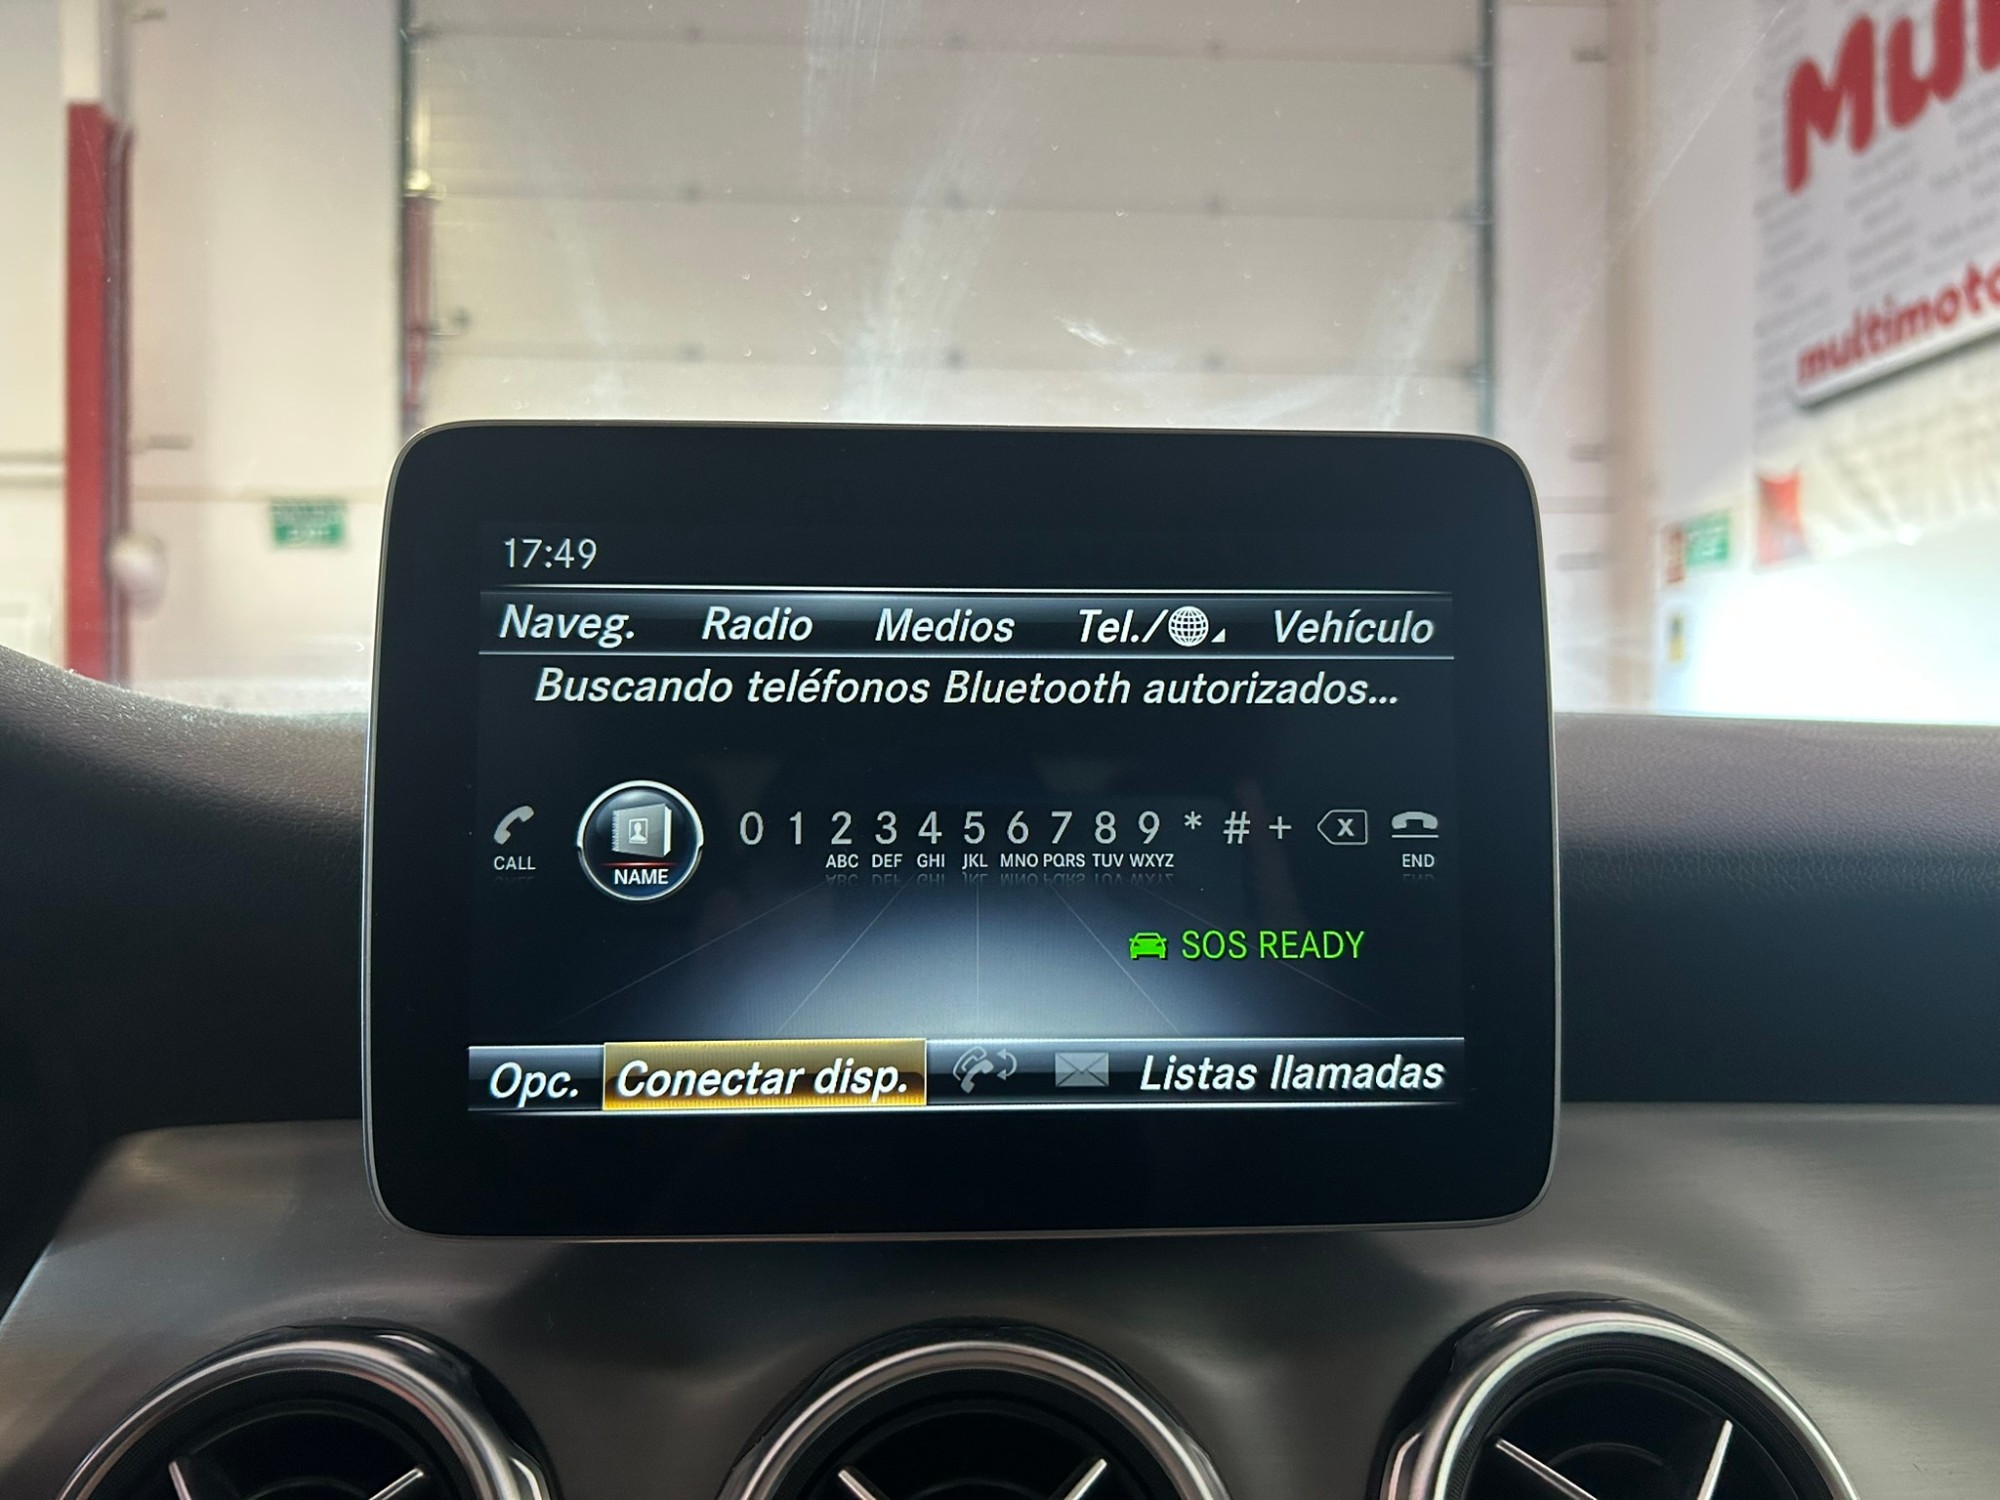 17:49
Naveg. Radio Medios Tel./ Vehículo
Buscando teléfonos Bluetooth autorizados...
0 1 2 3 4 5 6 7 8 9 * # + X
CALL NAME ABC DEF GHI JKL MNO PQRS TUV WXYZ END
SOS READY
Opc. Conectar disp. Listas llamadas